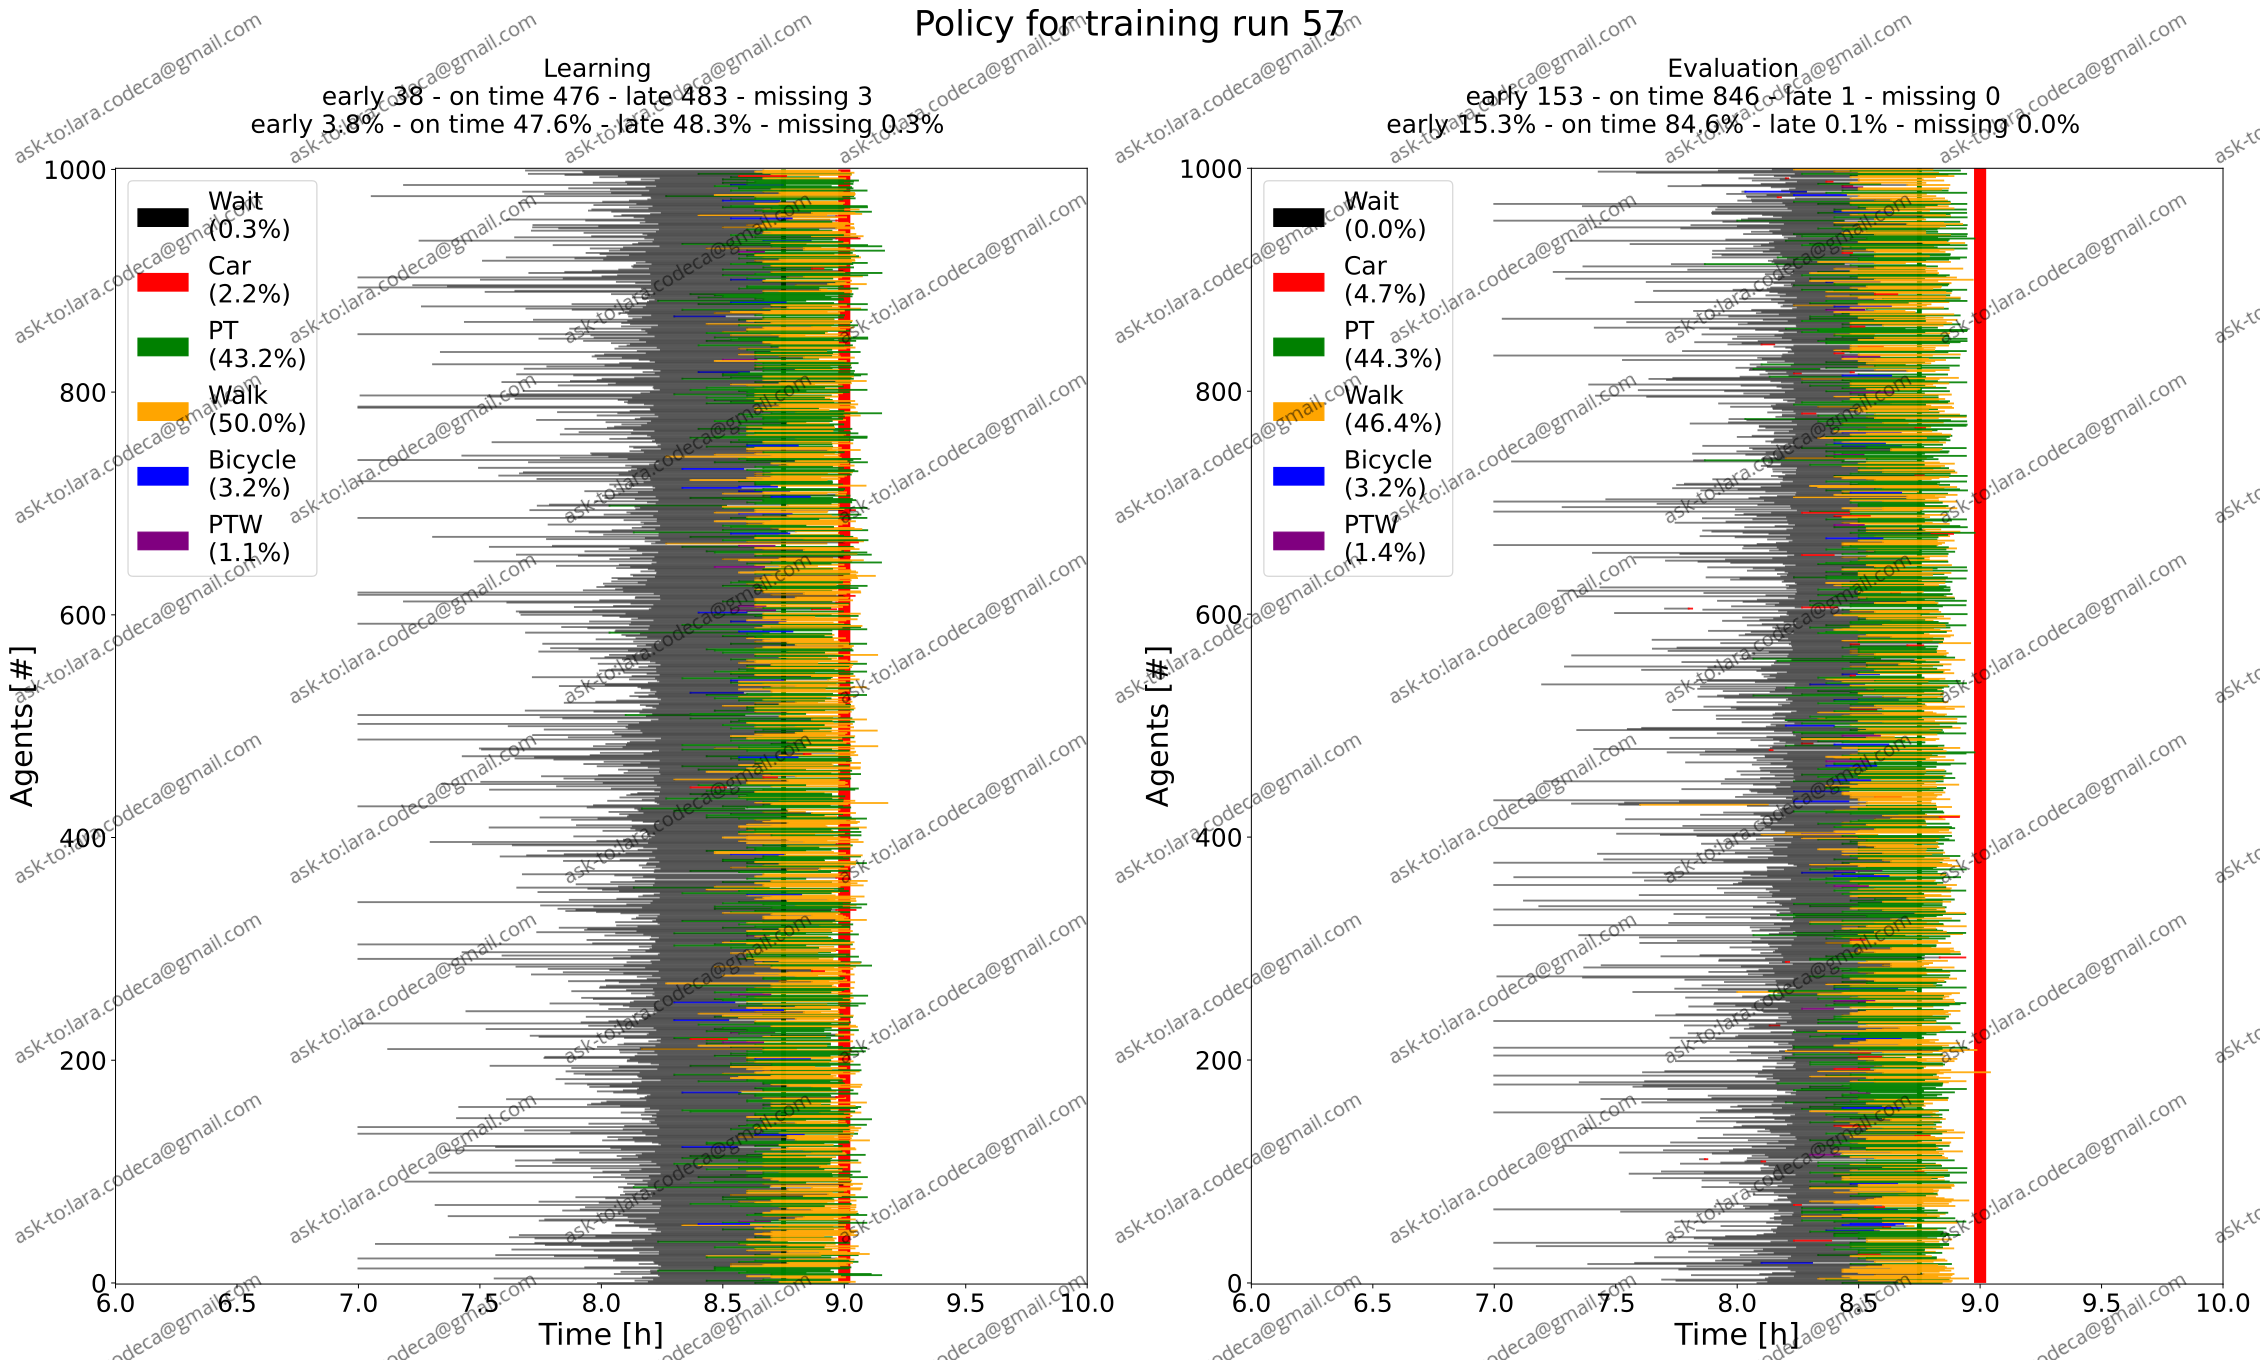 Policy for training run 57
Learning
early 38 - on time 476 - late 483 - missing 3
early 3.8% - on time 47.6% - late 48.3% - missing 0.3%
Agents [#]
1000
800
600
400
200
0
Wait
(0.3%)
Car
(2.2%)
PT
(43.2%)
Walk
(50.0%)
Bicycle
(3.2%)
PTW
(1.1%)
6.0 6.5 7.0 7.5 8.0 8.5 9.0 9.5 10.0
Time [h]
Evaluation
early 153 - on time 846 - late 1 - missing 0
early 15.3% - on time 84.6% - late 0.1% - missing 0.0%
Agents [#]
1000
800
600
400
200
0
Wait
(0.0%)
Car
(4.7%)
PT
(44.3%)
Walk
(46.4%)
Bicycle
(3.2%)
PTW
(1.4%)
6.0 6.5 7.0 7.5 8.0 8.5 9.0 9.5 10.0
Time [h]
ask-to:lara.codeca@gmail.com